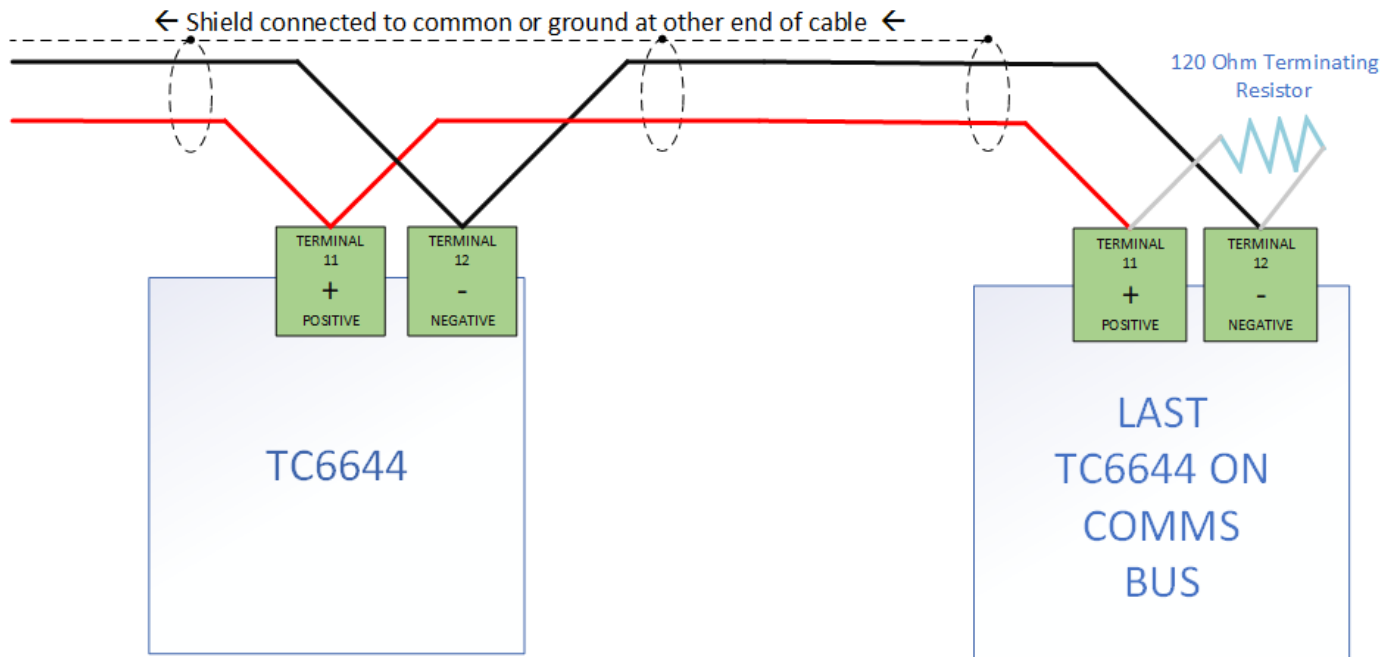 ← Shield connected to common or ground at other end of cable ←
120 Ohm Terminating
Resistor
TERMINAL
11
+
POSITIVE
TERMINAL
12
-
NEGATIVE
TERMINAL
11
+
POSITIVE
TERMINAL
12
-
NEGATIVE
TC6644
LAST
TC6644 ON
COMMS
BUS